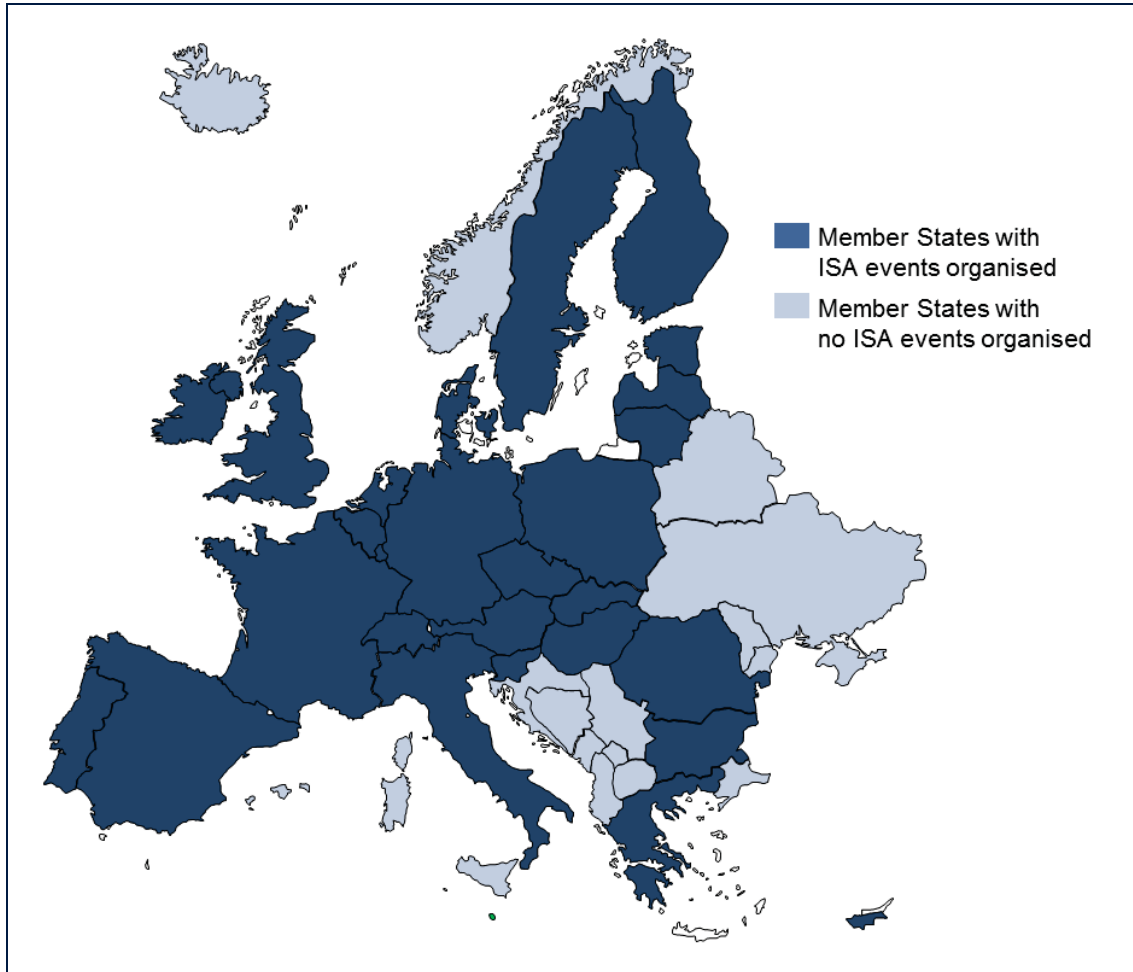 Member States with
ISA events organised
Member States with
no ISA events organised